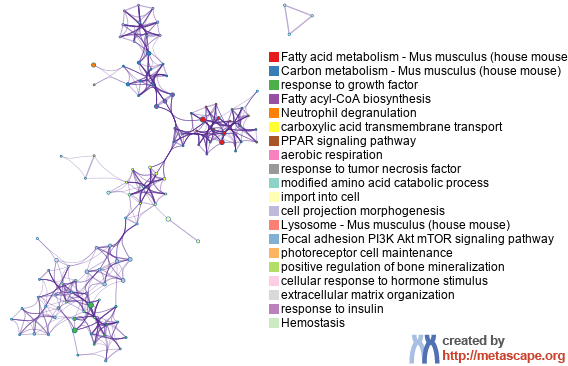 Fatty acid metabolism - Mus musculus (house mouse
Carbon metabolism - Mus musculus (house mouse)
response to growth factor
Fatty acyl-CoA biosynthesis
Neutrophil degranulation
carboxylic acid transmembrane transport
PPAR signaling pathway
aerobic respiration
response to tumor necrosis factor
modified amino acid catabolic process
import into cell
cell projection morphogenesis
Lysosome - Mus musculus (house mouse)
Focal adhesion PI3K Akt mTOR signaling pathway
photoreceptor cell maintenance
positive regulation of bone mineralization
cellular response to hormone stimulus
extracellular matrix organization
response to insulin
Hemostasis
created by
http://metascape.org